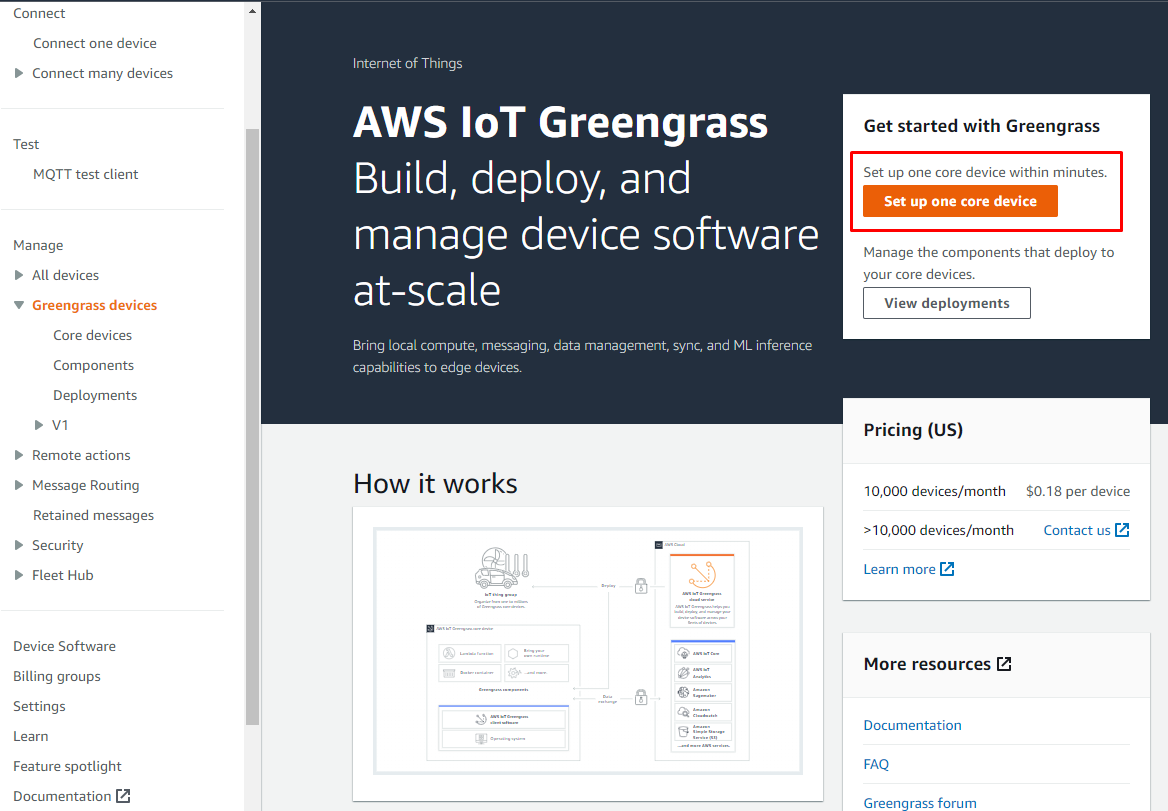 Connect
Connect one device
Connect many devices
Test
MQTT test client
Manage
All devices
Greengrass devices
Core devices
Components
Deployments
V1
Remote actions
Message Routing
Retained messages
Security
Fleet Hub
Device Software
Billing groups
Settings
Learn
Feature spotlight
Documentation
Internet of Things
AWS IoT Greengrass
Build, deploy, and
manage device software
at-scale
Bring local compute, messaging, data management, sync, and ML inference
capabilities to edge devices.
Get started with Greengrass
Set up one core device within minutes.
Set up one core device
Manage the components that deploy to
your core devices.
View deployments
Pricing (US)
10,000 devices/month $0.18 per device
>10,000 devices/month Contact us
Learn more
More resources
Documentation
FAQ
Greengrass forum
How it works
IoT thing group
Organize from one to millions
of Greengrass core devices.
Deploy
AWS Cloud
AWS IoT Greengrass
cloud service
AWS IoT Greengrass helps you
build, deploy, and manage your
device software across your
fleets of devices.
AWS IoT Greengrass core device
Lambda function
Bring your
own runtime
Docker container
...and more
Greengrass components
Data
exchange
AWS IoT Greengrass
client software
Operating system
AWS IoT Core
AWS IoT
Analytics
Amazon
Sagemaker
Amazon
Cloudwatch
Amazon
Simple Storage
Service (S3)
...and more AWS services.